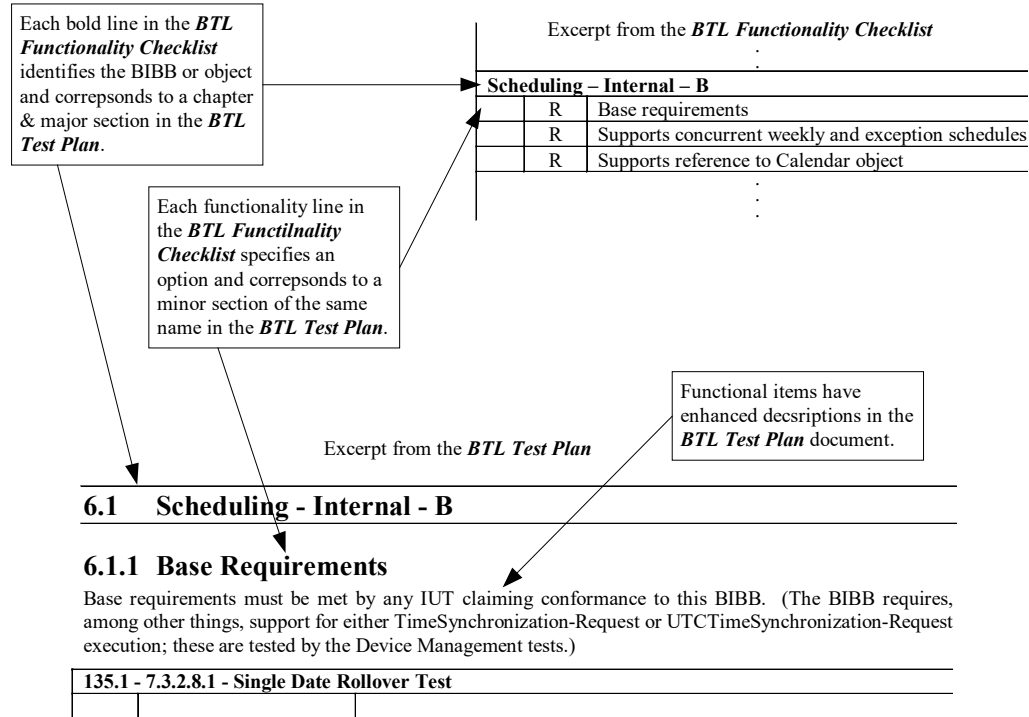 Each bold line in the BTL
Functionality Checklist
identifies the BIBB or object
and correpsonds to a chapter
& major section in the BTL
Test Plan.
Excerpt from the BTL Functionality Checklist
.
.
Scheduling – Internal – B
R Base requirements
R Supports concurrent weekly and exception schedules
R Supports reference to Calendar object
.
.
.
Each functionality line in
the BTL Functilnality
Checklist specifies an
option and correpsonds to a
minor section of the same
name in the BTL Test Plan.
Functional items have
enhanced decsriptions in the
BTL Test Plan document.
Excerpt from the BTL Test Plan
6.1 Scheduling - Internal - B
6.1.1 Base Requirements
Base requirements must be met by any IUT claiming conformance to this BIBB. (The BIBB requires,
among other things, support for either TimeSynchronization-Request or UTCTimeSynchronization-Request
execution; these are tested by the Device Management tests.)
135.1 - 7.3.2.8.1 - Single Date Rollover Test